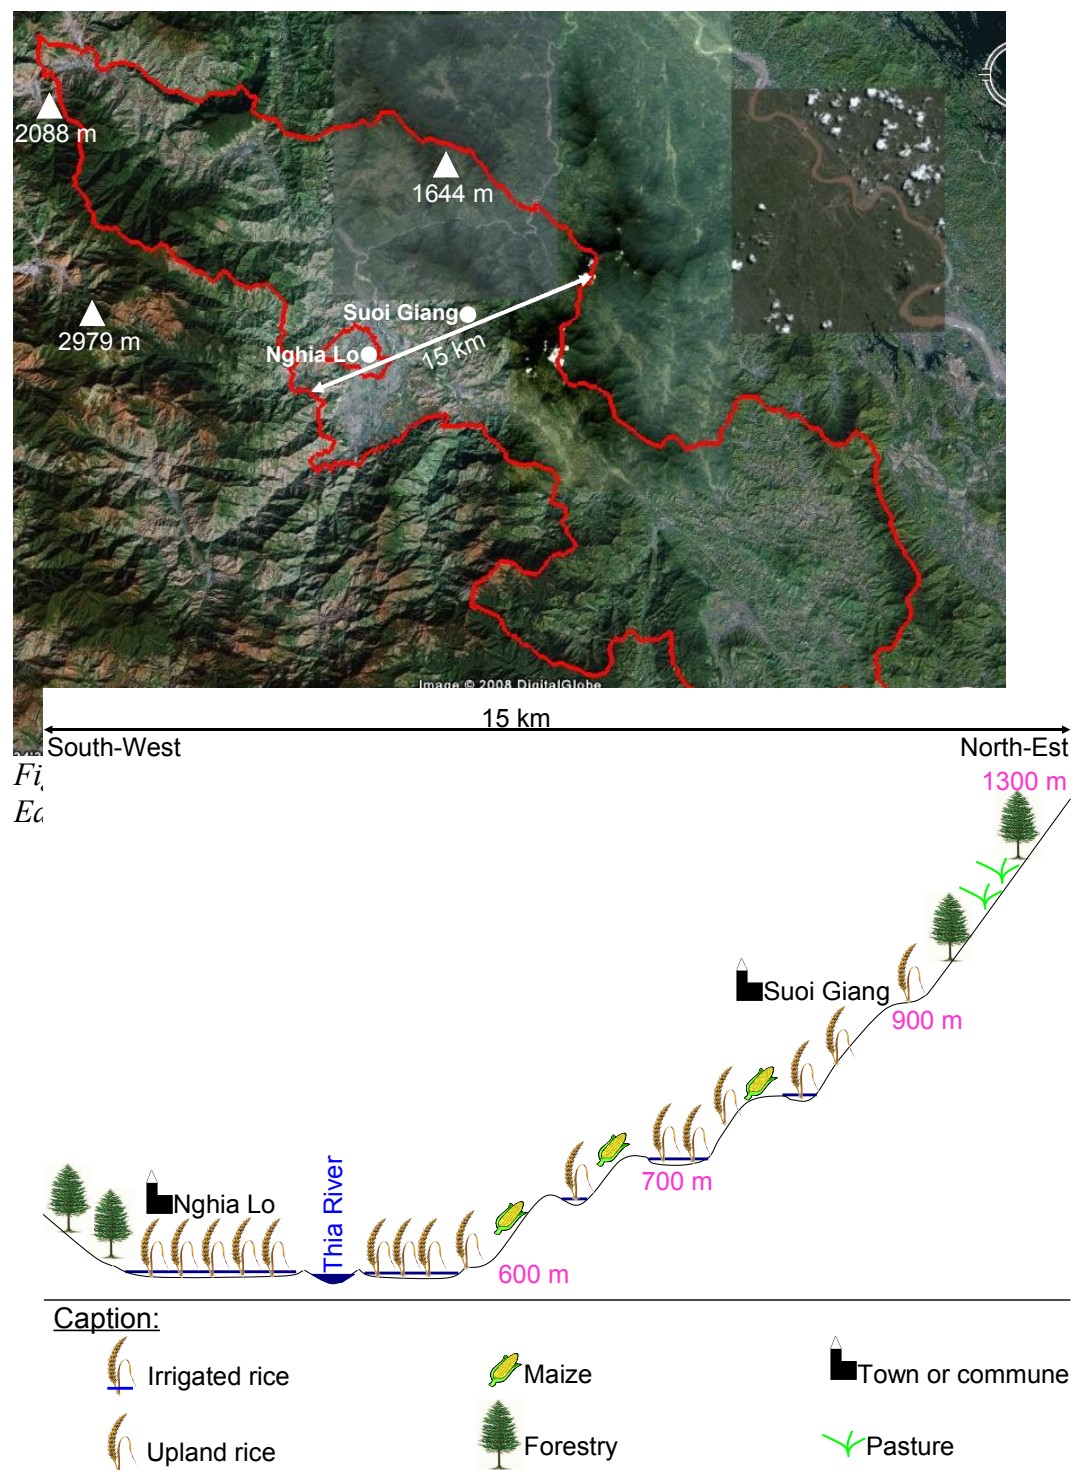 2088 m
1644 m
2979 m
Suoi Giang
Nghia Lo
15 km
Image © 2008 DigitalGlobe
15 km
South-West
North-Est
1300 m
Suoi Giang
900 m
700 m
Nghia Lo
Thia River
600 m
Caption:
Irrigated rice
Maize
Town or commune
Upland rice
Forestry
Pasture